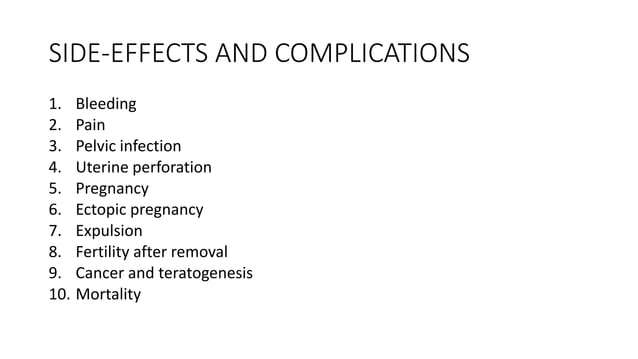 SIDE-EFFECTS AND COMPLICATIONS
1. Bleeding
2. Pain
3. Pelvic infection
4. Uterine perforation
5. Pregnancy
6. Ectopic pregnancy
7. Expulsion
8. Fertility after removal
9. Cancer and teratogenesis
10. Mortality